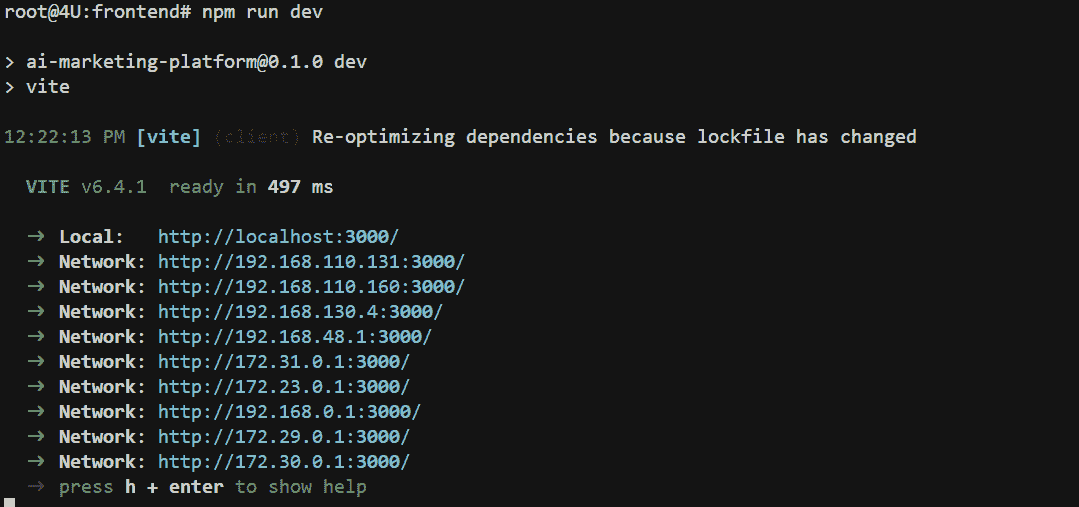 root@4U:frontend# npm run dev
> ai-marketing-platform@0.1.0 dev
> vite
12:22:13 PM [vite] (client) Re-optimizing dependencies because lockfile has changed
VITE v6.4.1  ready in 497 ms
→ Local:   http://localhost:3000/
→ Network: http://192.168.110.131:3000/
→ Network: http://192.168.110.160:3000/
→ Network: http://192.168.130.4:3000/
→ Network: http://192.168.48.1:3000/
→ Network: http://172.31.0.1:3000/
→ Network: http://172.23.0.1:3000/
→ Network: http://192.168.0.1:3000/
→ Network: http://172.29.0.1:3000/
→ Network: http://172.30.0.1:3000/
→ press h + enter to show help